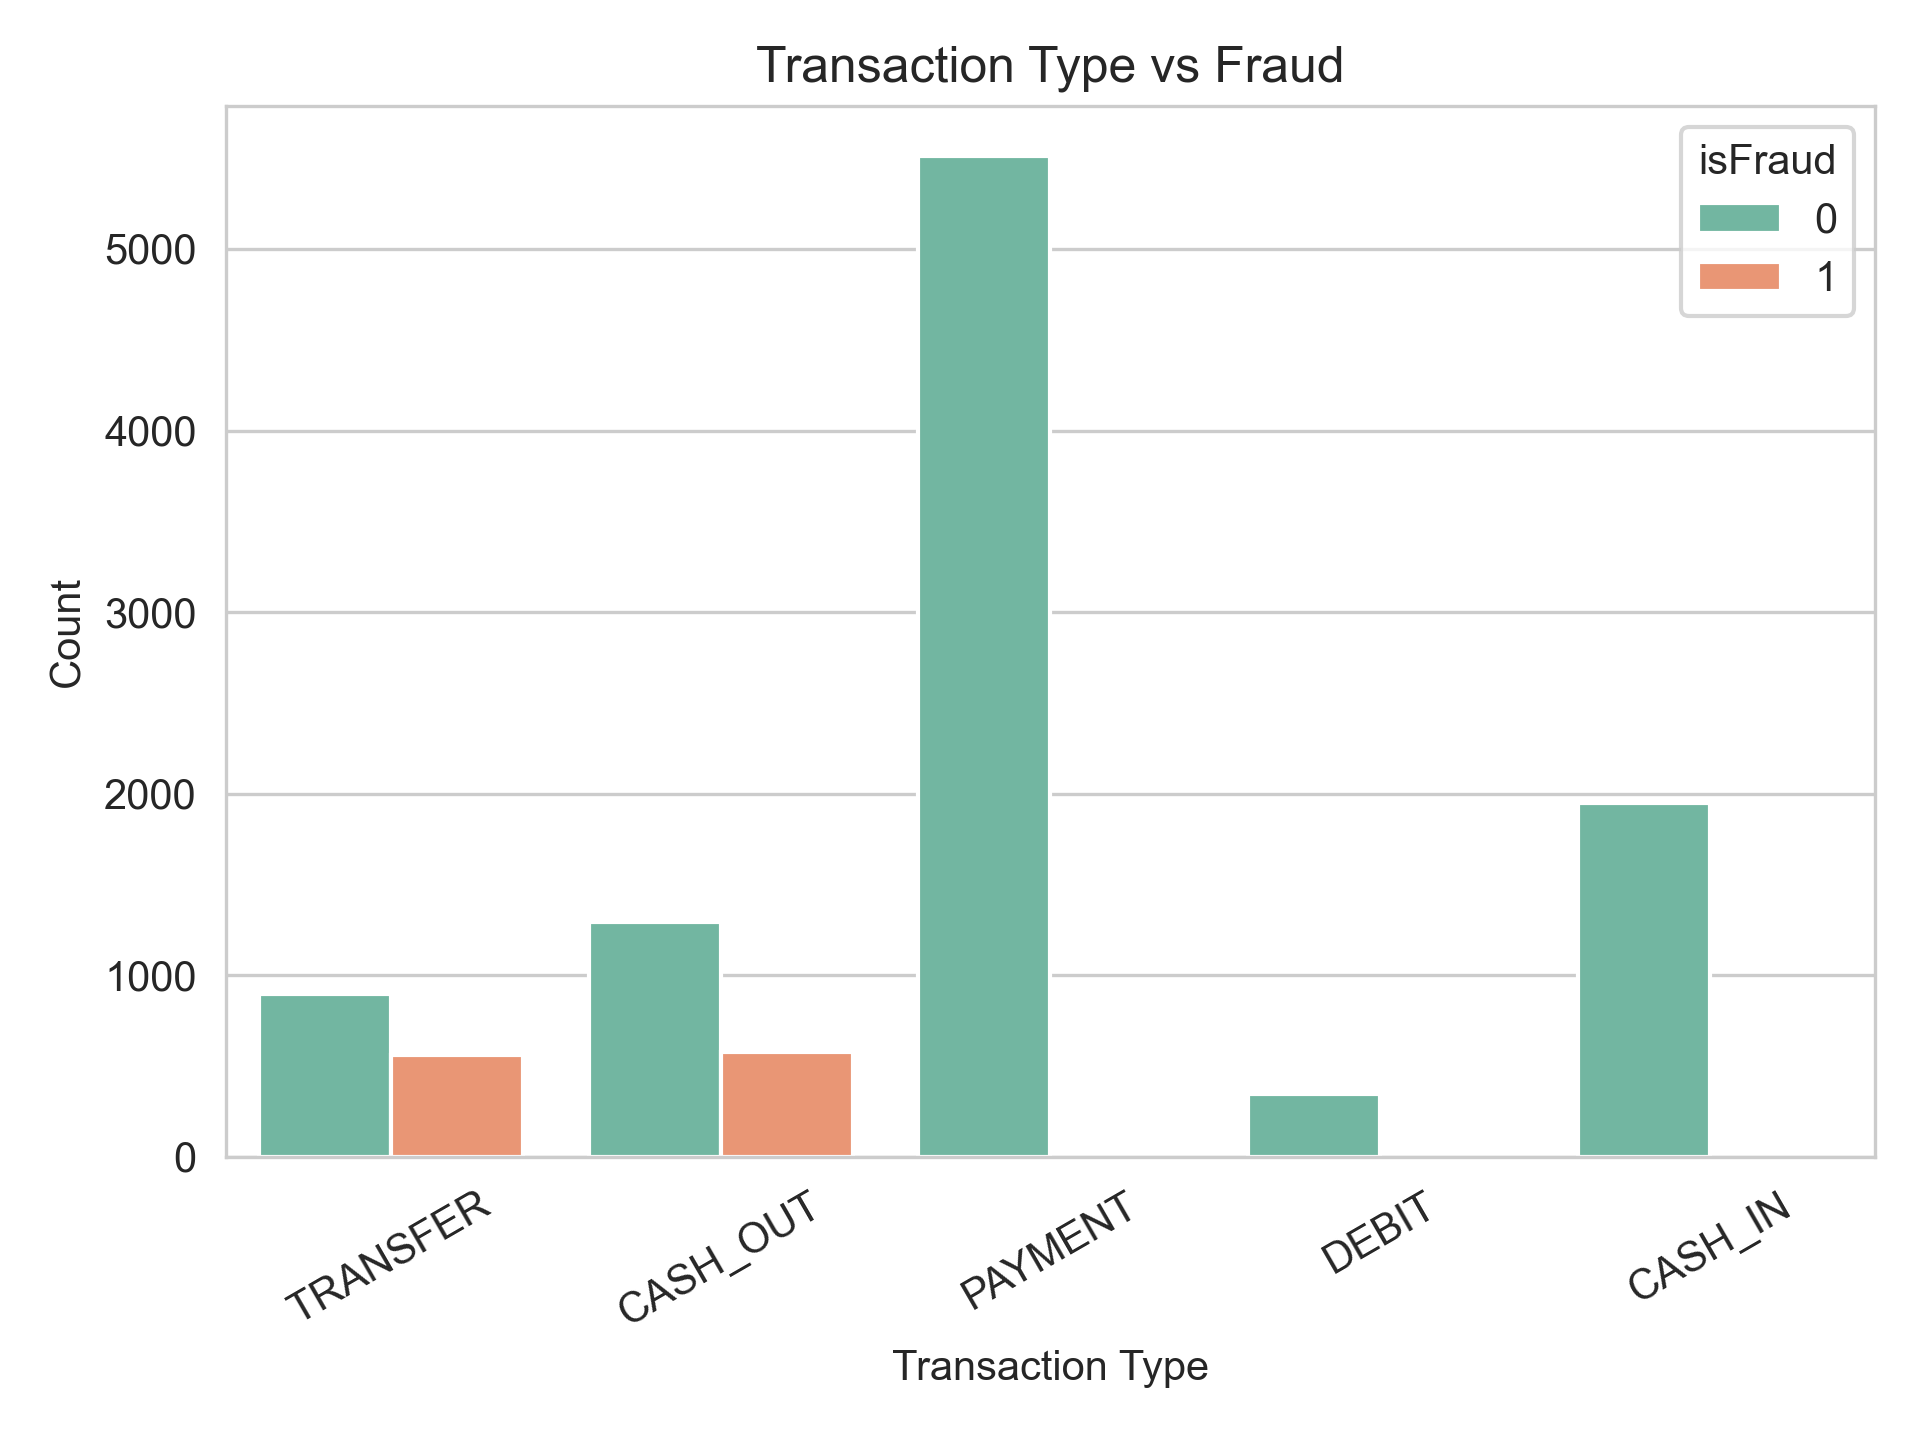 Transaction Type vs Fraud
isFraud
0
1
5000
4000
3000
2000
1000
0
Count
TRANSFER
CASH_OUT
PAYMENT
DEBIT
CASH_IN
Transaction Type